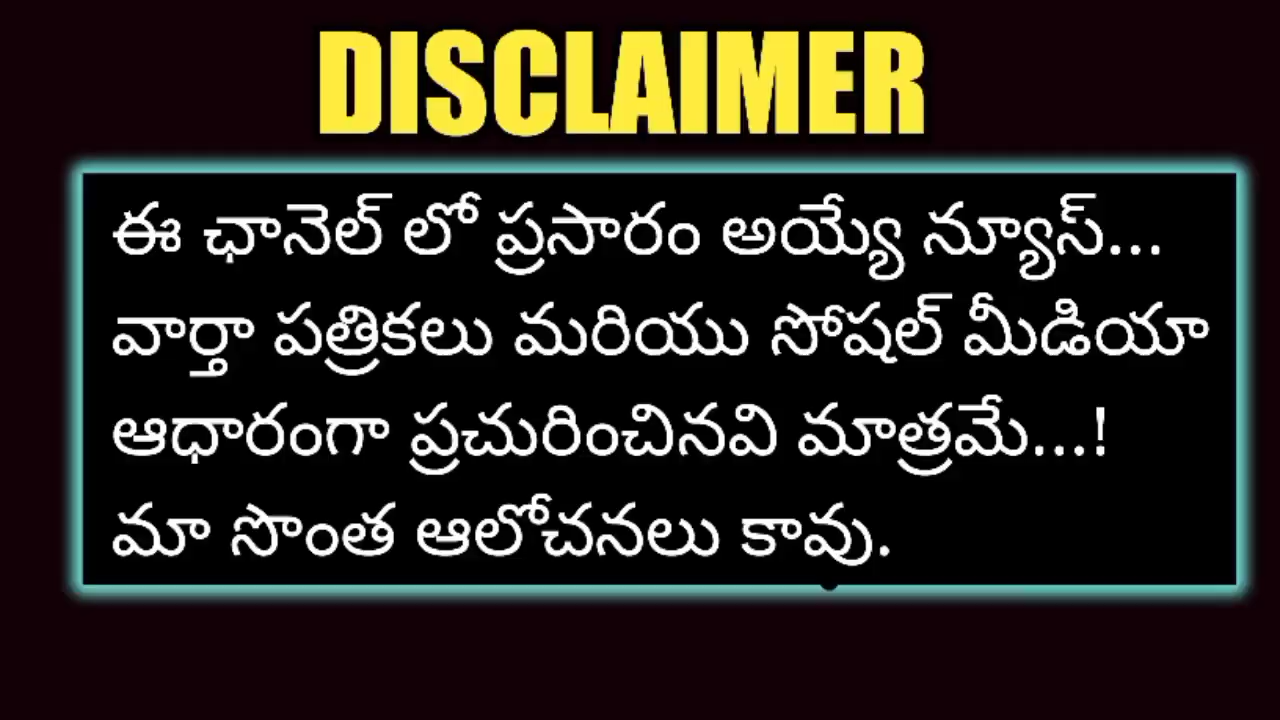 DISCLAIMER
ఈ ఛానెల్ లో ప్రసారం అయ్యే న్యూస్...
వార్తా పత్రికలు మరియు సోషల్ మీడియా
ఆధారంగా ప్రచురించినవి మాత్రమే...!
మా సొంత ఆలోచనలు కావు.